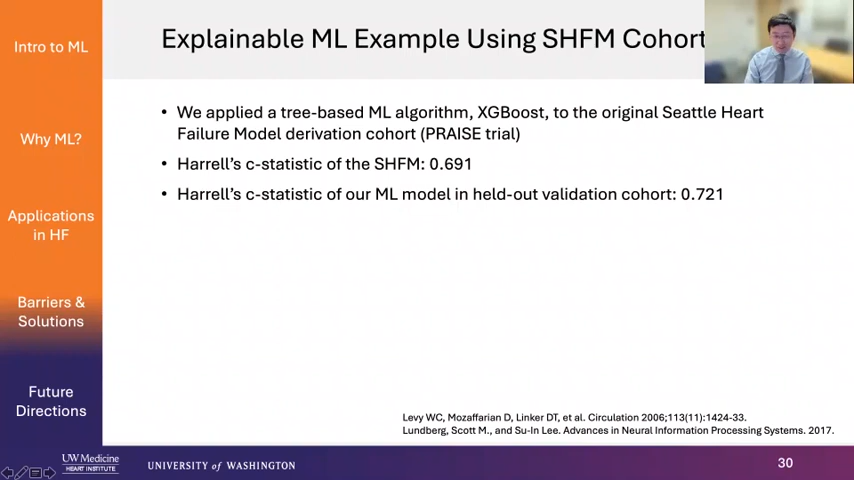 Explainable ML Example Using SHFM Cohort
Intro to ML
Why ML?
Applications
in HF
Barriers &
Solutions
Future
Directions
• We applied a tree-based ML algorithm, XGBoost, to the original Seattle Heart
Failure Model derivation cohort (PRAISE trial)
• Harrell's c-statistic of the SHFM: 0.691
• Harrell's c-statistic of our ML model in held-out validation cohort: 0.721
Levy WC, Mozaffarian D, Linker DT, et al. Circulation 2006;113(11):1424-33.
Lundberg, Scott M., and Su-In Lee. Advances in Neural Information Processing Systems. 2017.
UW Medicine
HEART INSTITUTE
UNIVERSITY of WASHINGTON
30